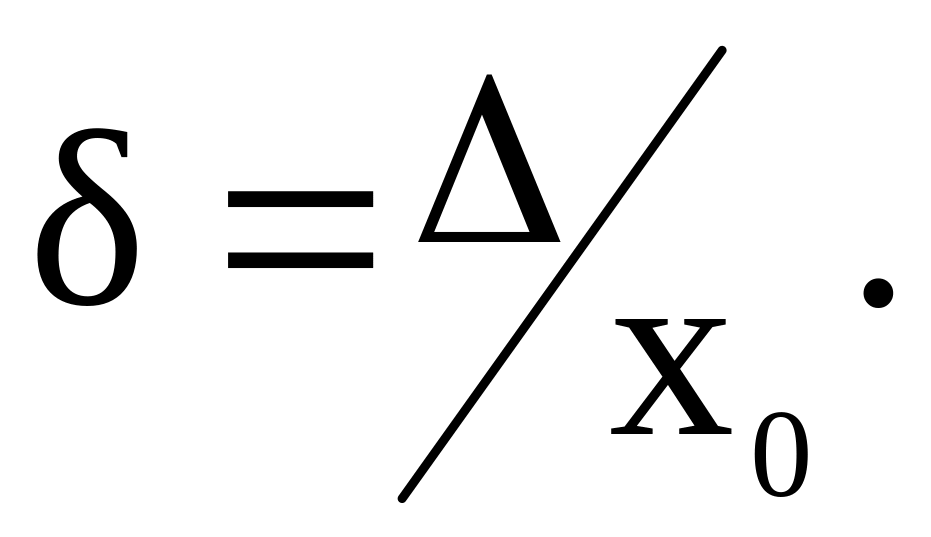 δ = Δ/x₀.